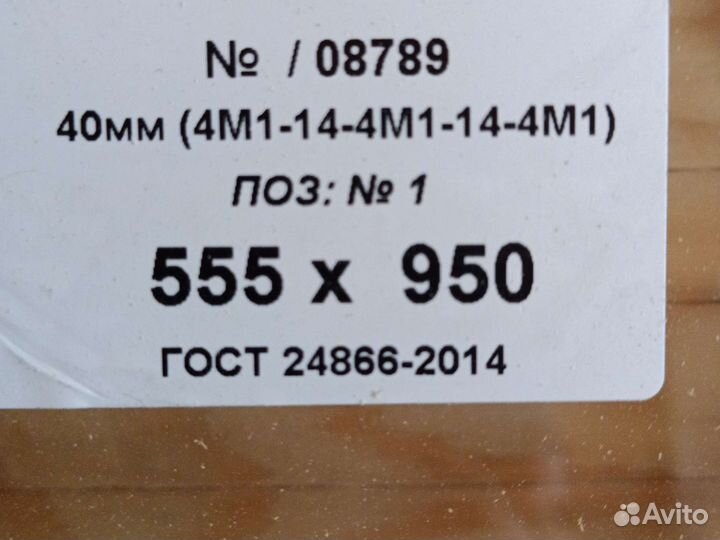 № / 08789
40мм (4М1-14-4М1-14-4М1)
ПОЗ: № 1
555 х 950
ГОСТ 24866-2014
Avito